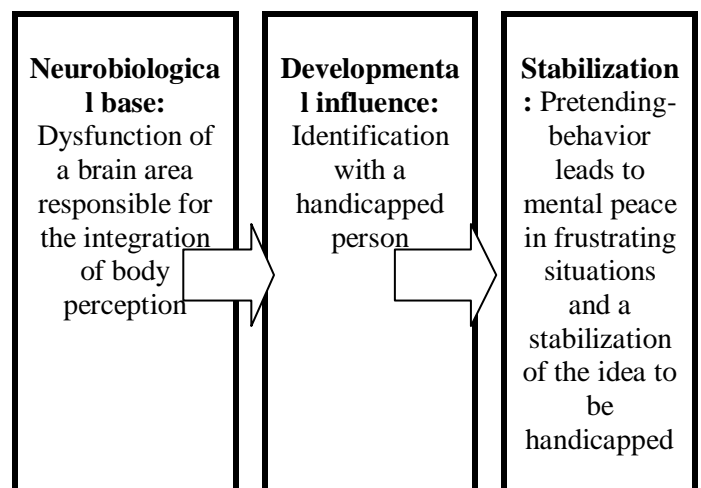 Neurobiologica
l base:
Dysfunction of
a brain area
responsible for
the integration
of body
perception
Developmenta
l influence:
Identification
with a
handicapped
person
Stabilization
: Pretending-
behavior
leads to
mental peace
in frustrating
situations
and a
stabilization
of the idea to
be
handicapped